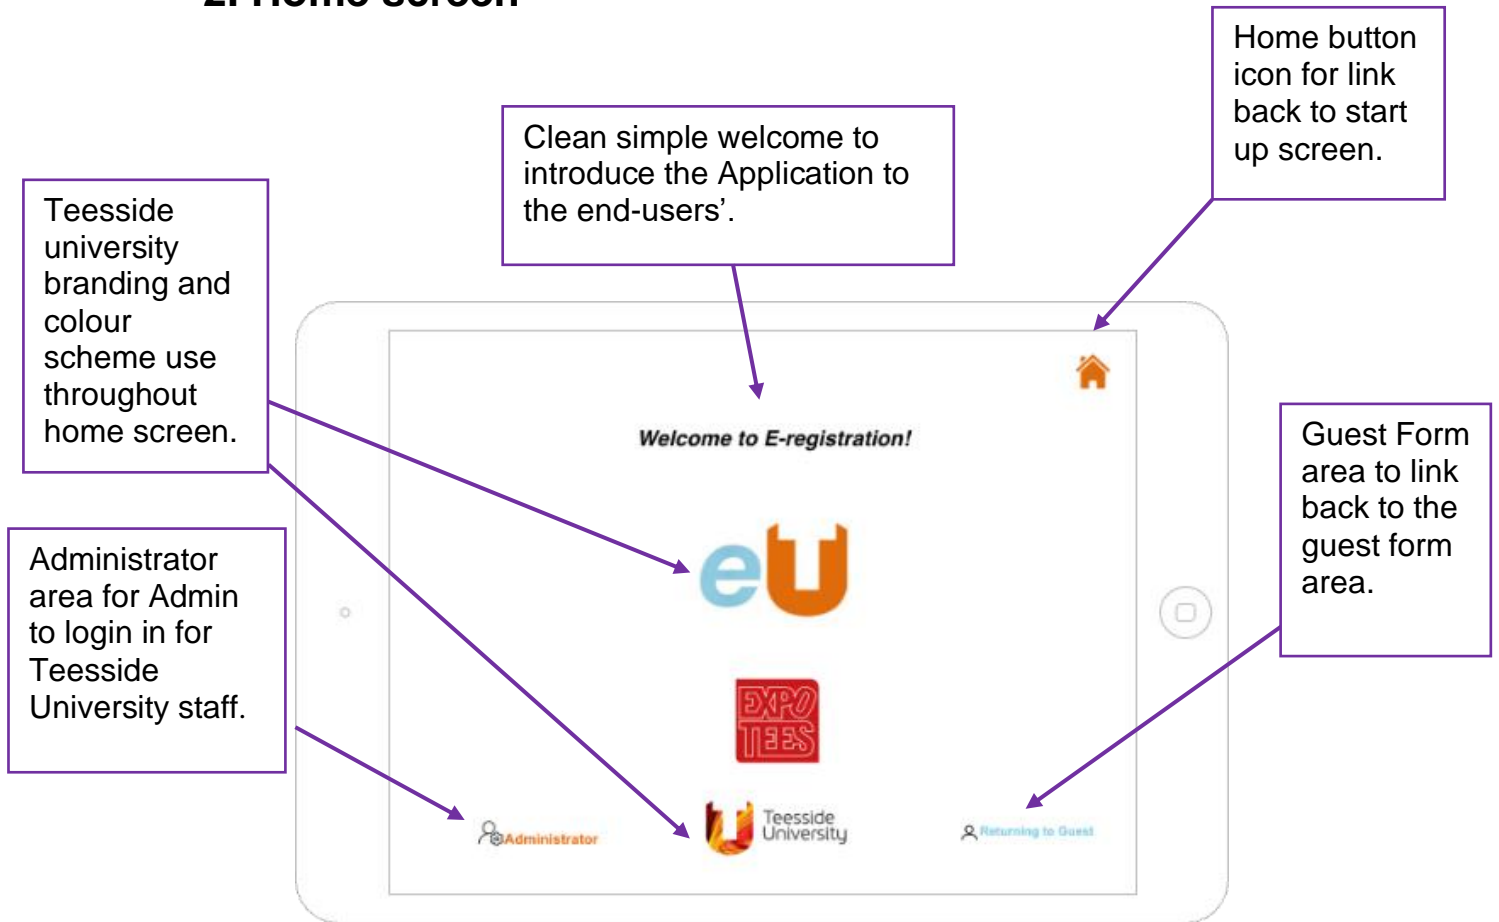 2. Home screen
Home button
icon for link
back to start
up screen.
Clean simple welcome to
introduce the Application to
the end-users’.
Teesside
university
branding and
colour
scheme use
throughout
home screen.
Welcome to E-registration!
Guest Form
area to link
back to the
guest form
area.
eU
Administrator
area for Admin
to login in for
Teesside
University staff.
EXPO
TEES
Teesside
University
Administrator
Returning to Guest